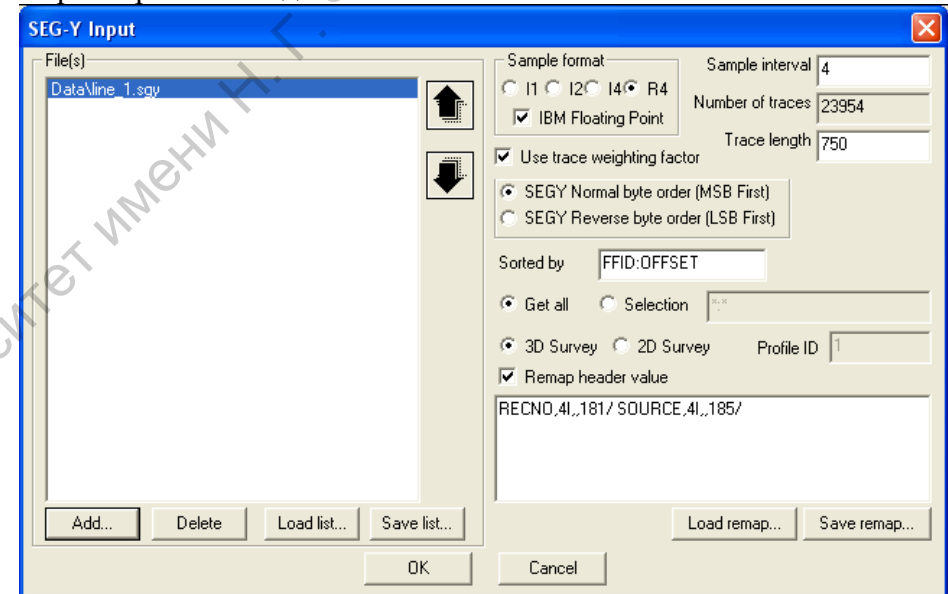 SEG-Y Input
File(s)
Data\line_1.sgy
Add...
Delete
Load list...
Save list...
Sample format
I1 I2 I4 R4
IBM Floating Point
Sample interval 4
Number of traces 23954
Trace length 750
Use trace weighting factor
SEGY Normal byte order (MSB First)
SEGY Reverse byte order (LSB First)
Sorted by FFID:OFFSET
Get all Selection *:*
3D Survey 2D Survey Profile ID 1
Remap header value
RECNO,4I,,181/ SOURCE,4I,,185/
Load remap...
Save remap...
OK
Cancel
имени Н. Г.